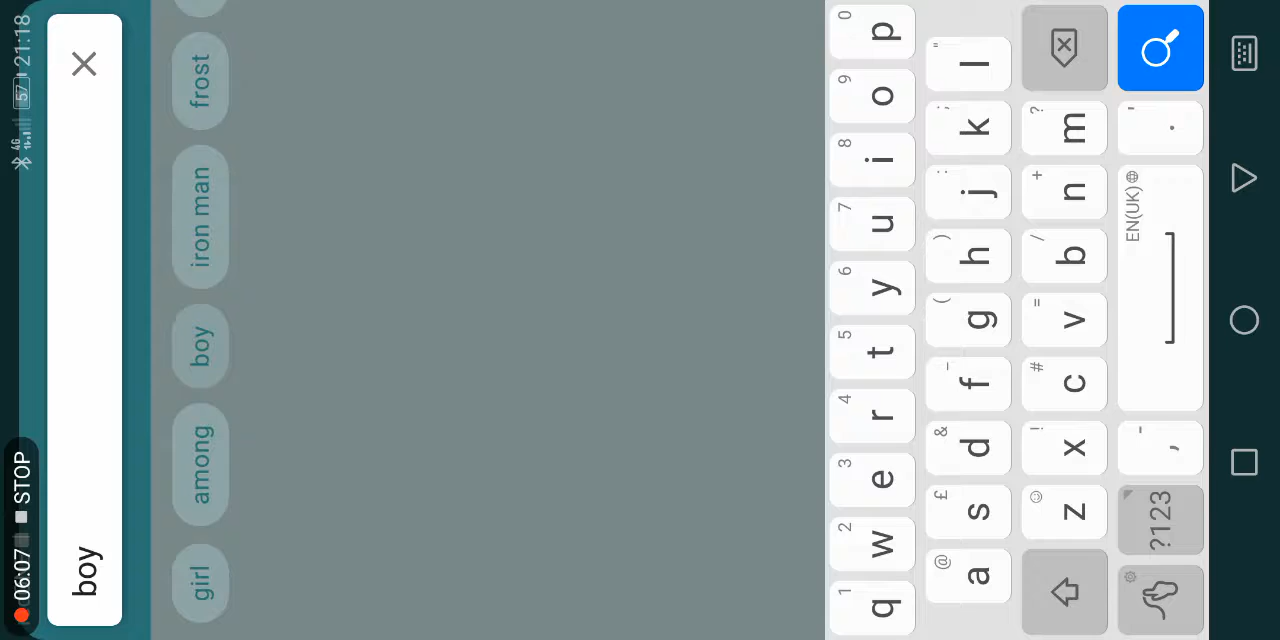 06:07 STOP 4G 57 21:18
boy
girl among boy iron man frost
1 2 3 4 5 6 7 8 9 0
q w e r t y u i o p
@ £ & _ ( ) : ; "
a s d f g h j k l
! # = / + ?
z x c v b n m
?123 , EN(UK) . '